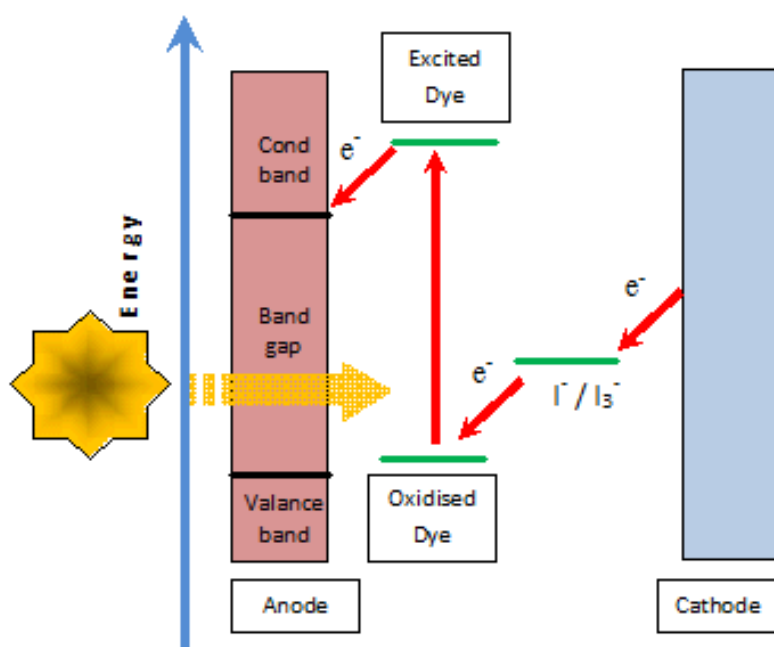 Energy
Cond
band
Band
gap
Valance
band
Anode
Excited
Dye
e⁻
Oxidised
Dye
e⁻
I⁻ / I₃⁻
e⁻
Cathode